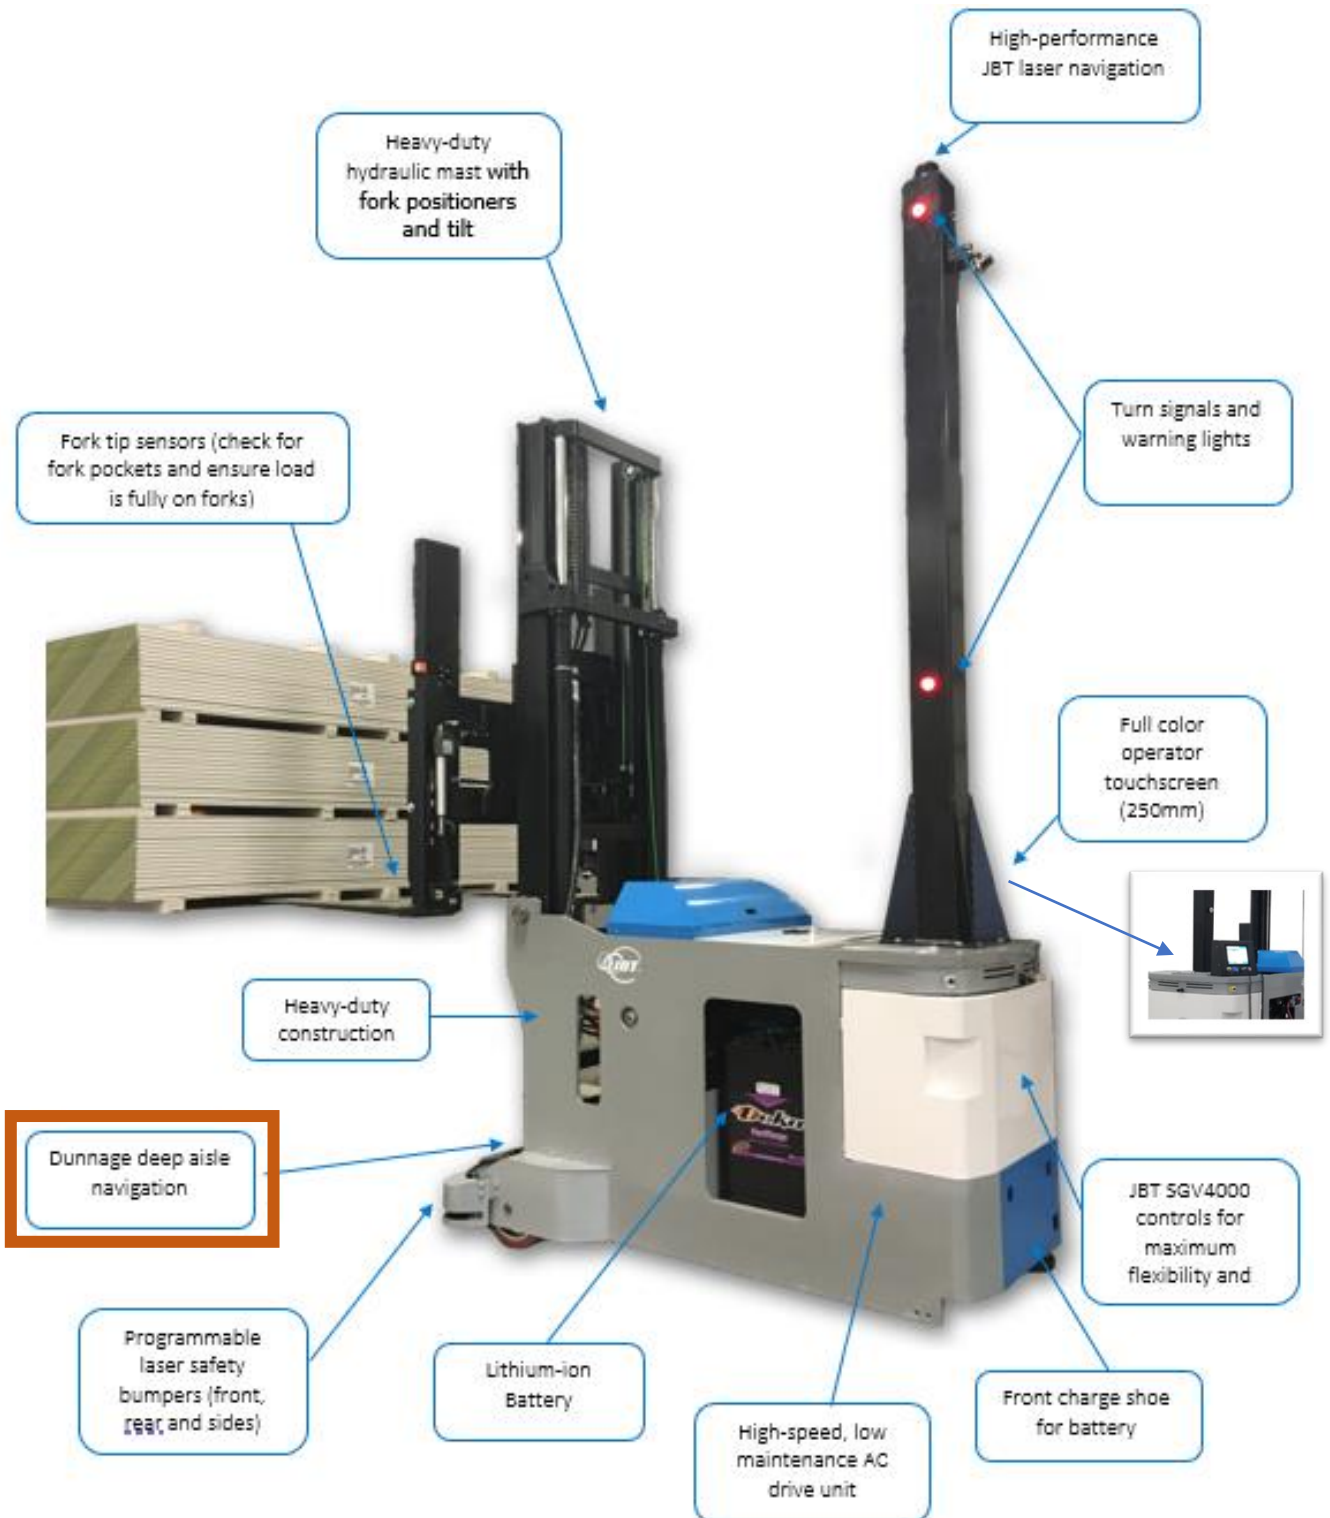 High-performance
JBT laser navigation
Heavy-duty
hydraulic mast with
fork positioners
and tilt
Turn signals and
warning lights
Fork tip sensors (check for
fork pockets and ensure load
is fully on forks)
Full color
operator
touchscreen
(250mm)
JBT
Heavy-duty
construction
Deka
Dunnage deep aisle
navigation
JBT SGV4000
controls for
maximum
flexibility and
Programmable
laser safety
bumpers (front,
rear and sides)
Lithium-ion
Battery
Front charge shoe
for battery
High-speed, low
maintenance AC
drive unit